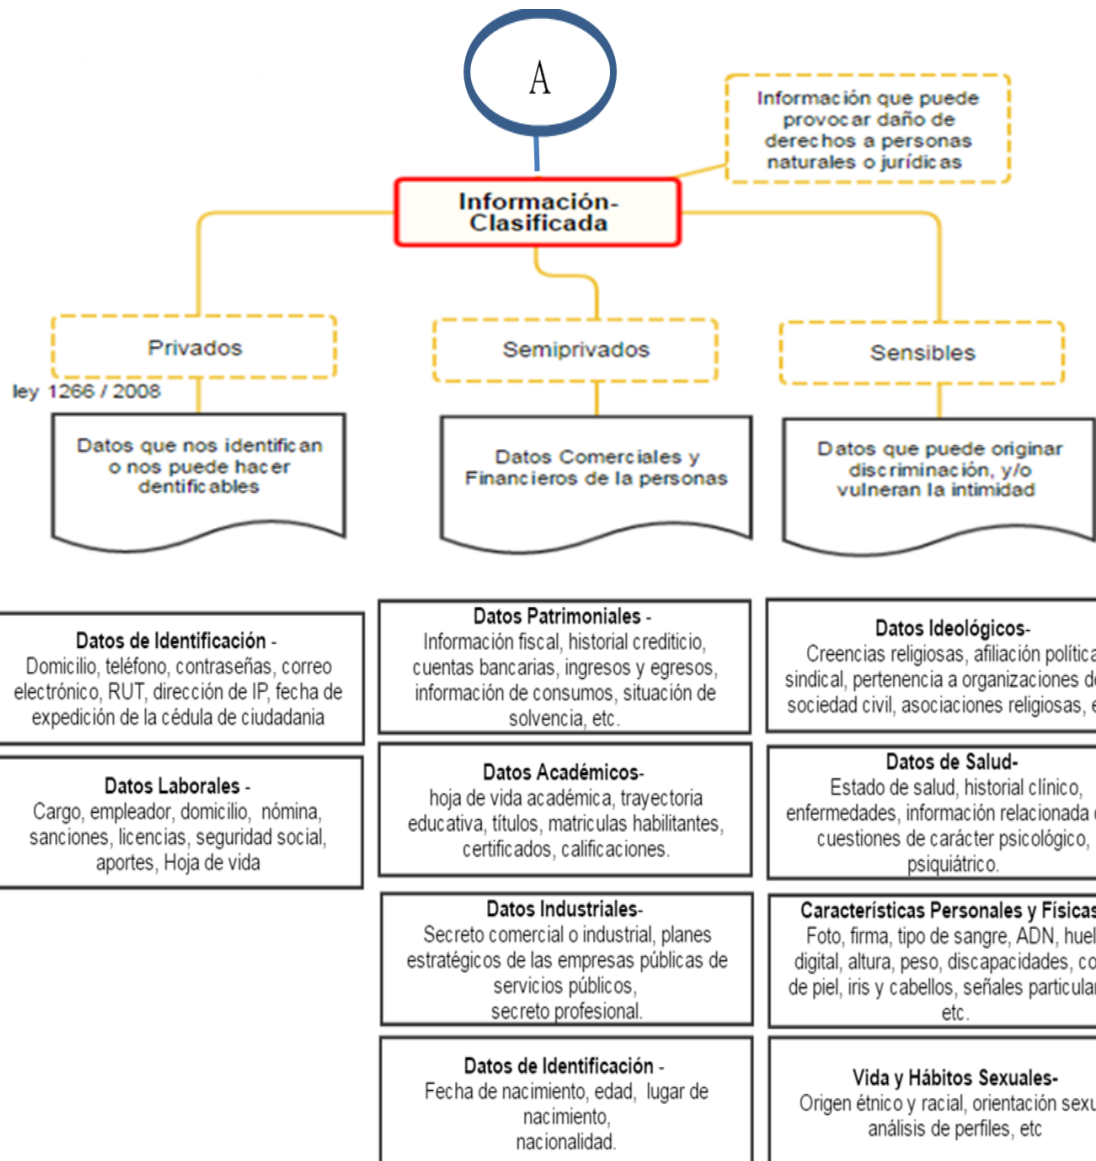 A
Información que puede
provocar daño de
derechos a personas
naturales o jurídicas
Información-
Clasificada
Privados
Semiprivados
Sensibles
ley 1266 / 2008
Datos que nos identifican
o nos puede hacer
dentificables
Datos Comerciales y
Financieros de la personas
Datos que puede originar
discriminación, y/o
vulneran la intimidad
Datos de Identificación -
Domicilio, teléfono, contraseñas, correo
electrónico, RUT, dirección de IP, fecha de
expedición de la cédula de ciudadania
Datos Laborales -
Cargo, empleador, domicilio, nómina,
sanciones, licencias, seguridad social,
aportes, Hoja de vida
Datos Patrimoniales -
Información fiscal, historial crediticio,
cuentas bancarias, ingresos y egresos,
información de consumos, situación de
solvencia, etc.
Datos Académicos-
hoja de vida académica, trayectoria
educativa, títulos, matriculas habilitantes,
certificados, calificaciones.
Datos Industriales-
Secreto comercial o industrial, planes
estratégicos de las empresas públicas de
servicios públicos,
secreto profesional.
Datos de Identificación -
Fecha de nacimiento, edad, lugar de
nacimiento,
nacionalidad.
Datos Ideológicos-
Creencias religiosas, afiliación política
sindical, pertenencia a organizaciones de
sociedad civil, asociaciones religiosas,
Datos de Salud-
Estado de salud, historial clínico,
enfermedades, información relacionada
cuestiones de carácter psicológico,
psiquiátrico.
Características Personales y Físicas
Foto, firma, tipo de sangre, ADN,
digital, altura, peso, discapacidades,
de piel, iris y cabellos, señales
etc.
Vida y Hábitos Sexuales-
Origen étnico y racial, orientación
análisis de perfiles, etc